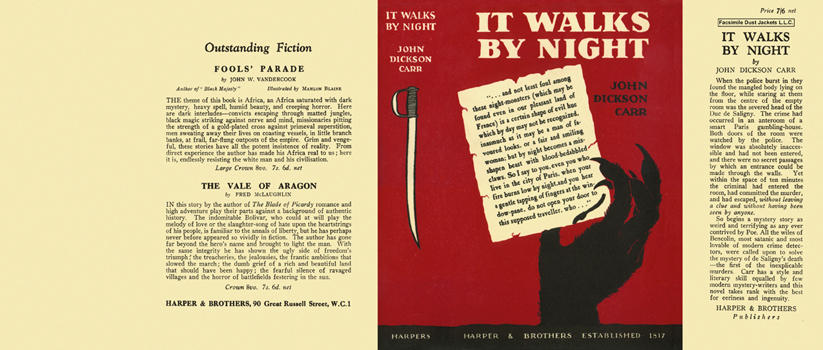 Outstanding Fiction
FOOLS' PARADE
by JOHN W. VANDERCOOK
Author of "Black Majesty" Illustrated by MAHLON BLAINE
THE theme of this book is Africa, an Africa saturated with dark
mystery, heavy spell, humid beauty, and creeping horror. Here
are dark interludes—convicts escaping through matted jungles,
black magic striking against nerve and mind, missionaries pitting
the strength of a gold-plated cross against primeval superstition,
men sweating away their lives on coasting vessels, in little branch
banks, at frail, far-flung outposts of the empire. Grim and venge-
ful, these stories have all the potent insistence of reality. From
direct experience the author has made his Africa real to us; here
it is, endlessly resisting the white man and his civilisation.
Large Crown 8vo. 7s. 6d. net
THE VALE OF ARAGON
by FRED McLAUGHLIN
IN this story by the author of The Blade of Picardy romance and
high adventure play their parts against a background of authentic
history. The indomitable Bolivar, who could at will play the
melody of love or the slaughter-song of hate upon the heartstrings
of his people, is familiar to the annals of liberty, but he has perhaps
never before appeared so vividly in fiction. The author has gone
far beyond the hero's name and brought to light the man. With
the same integrity he has shown the ugly side of freedom's
triumph: the treacheries, the jealousies, the frantic ambitions that
slowed the march; the dumb grief of a rich and beautiful land
that should have been happy; the fearful silence of ravaged
villages and the horror of battlefields festering in the sun.
Crown 8vo. 7s. 6d. net
HARPER & BROTHERS, 90 Great Russell Street, W.C.1
IT WALKS
BY NIGHT
JOHN
DICKSON
CARR
HARPERS
IT WALKS
BY NIGHT
JOHN
DICKSON
CARR
". . . and not least foul among
these night-monsters (which may be
found even in our pleasant land of
France) is a certain shape of evil hue
which by day may not be recognized,
inasmuch as it may be a man of fa-
voured looks, or a fair and smiling
woman; but by night becomes a mis-
shapen beast with blood-bedabbled
claws. So I say to you, even you who
live in the city of Paris, when your
fire burns low by night, and you hear
a gentle tapping of fingers at the win-
dow-pane, do not open your door to
this supposed traveller, who . . ."
HARPER & BROTHERS ESTABLISHED 1817
Price 7/6 net
Facsimile Dust Jackets L.L.C.
IT WALKS
BY NIGHT
by
JOHN DICKSON CARR
When the police burst in they
found the mangled body lying on
the floor, while staring at them
from the centre of the empty
room was the severed head of the
Duc de Saligny. The crime had
occurred in an anteroom of a
smart Paris gambling-house.
Both doors of the room were
watched by the police. The
window was absolutely inacces-
sible and had not been entered,
and there were no secret passages
by which an entrance could be
made through the walls. Yet
within the space of ten minutes
the criminal had entered the
room, had committed the murder,
and had escaped, without leaving
a clue and without having been
seen by anyone.
So begins a mystery story as
weird and terrifying as any ever
contrived by Poe. All the wiles of
Bencolin, most satanic and most
lovable of modern crime detec-
tors, were called upon to solve
the mystery of de Saligny's death
—the first of the inexplicable
murders. Carr has a style and
literary skill equalled by few
modern mystery-writers and this
novel takes rank with the best
for eeriness and ingenuity.
HARPER & BROTHERS
Publishers